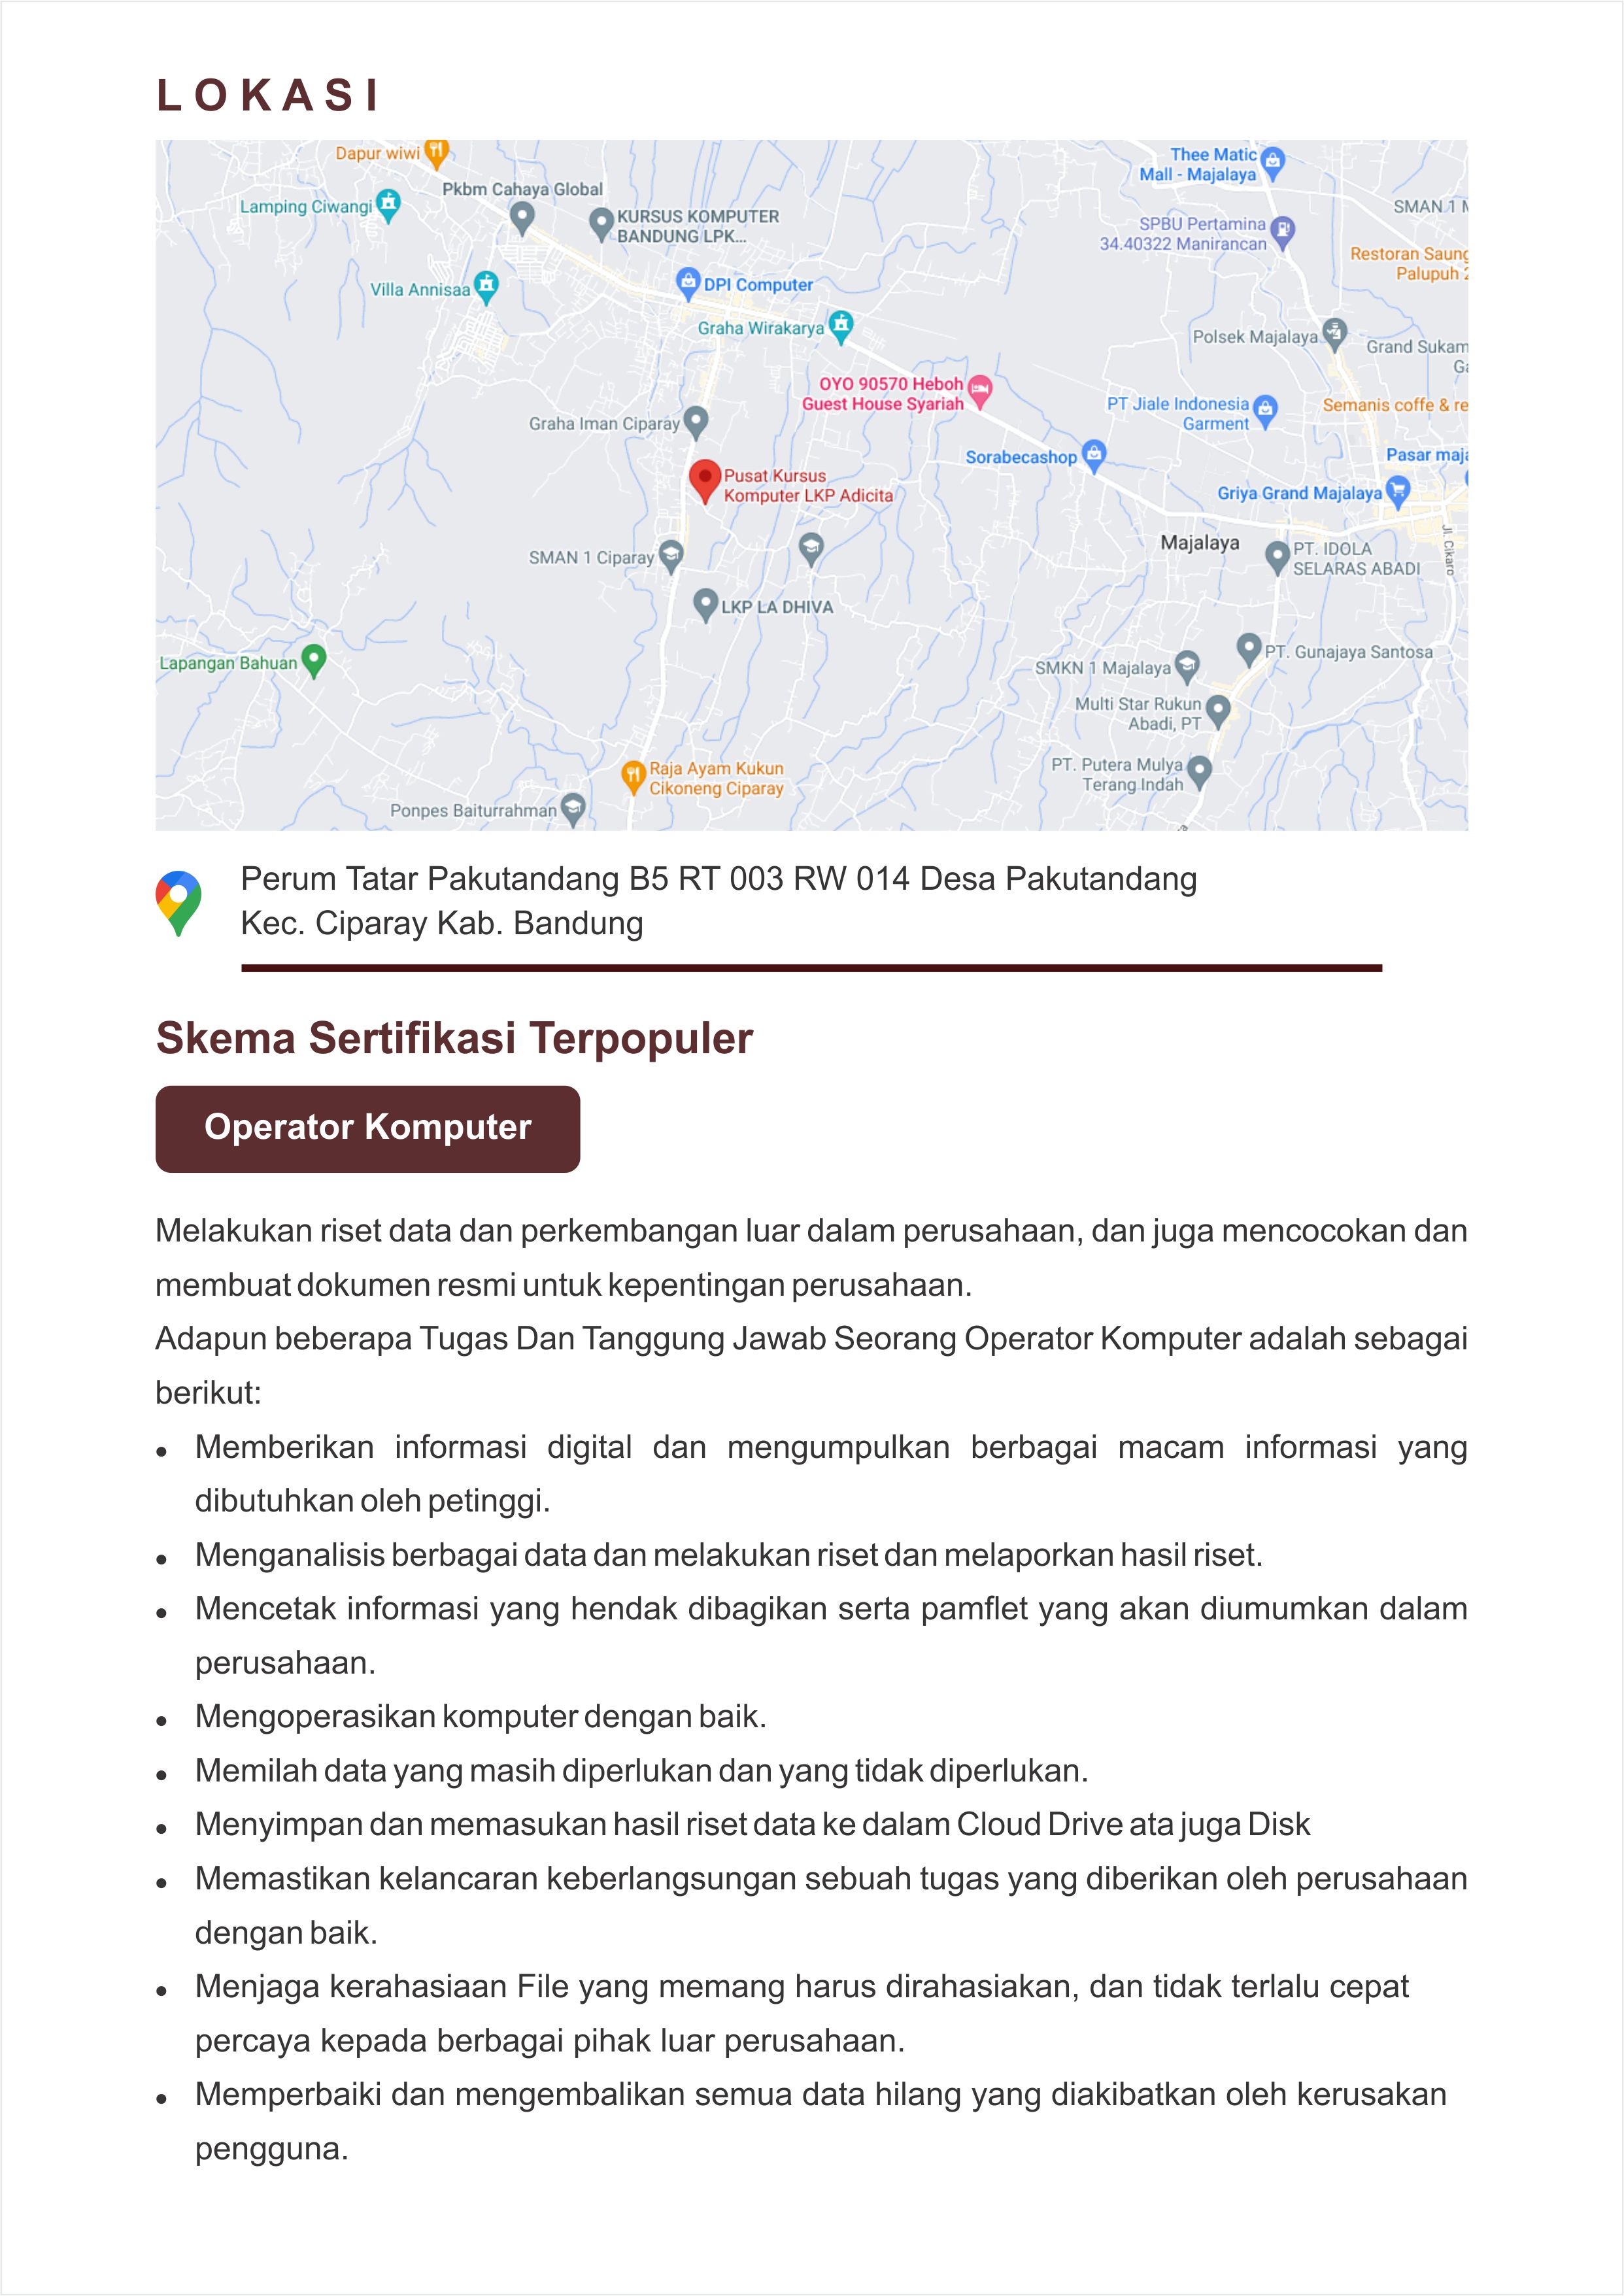 LOKASI
Dapur wiwi
Thee Matic
Mall - Majalaya
Pkbm Cahaya Global
Lamping Ciwangi
KURSUS KOMPUTER
BANDUNG LPK...
SMAN 1
SPBU Pertamina
34.40322 Manirancan
Restoran Saung
Palupuh 2
Villa Annisaa
DPI Computer
Graha Wirakarya
Polsek Majalaya
Grand Sukam
Ga
OYO 90570 Heboh
Guest House Syariah
PT Jiale Indonesia
Garment
Semanis coffe & re
Graha Iman Ciparay
Sorabecashop
Pasar maja
Pusat Kursus
Komputer LKP Adicita
Griya Grand Majalaya
Majalaya
Jl. Cikaro
SMAN 1 Ciparay
PT. IDOLA
SELARAS ABADI
LKP LA DHIVA
Lapangan Bahuan
SMKN 1 Majalaya
PT. Gunajaya Santosa
Multi Star Rukun
Abadi, PT
Raja Ayam Kukun
Cikoneng Ciparay
PT. Putera Mulya
Terang Indah
Ponpes Baiturrahman
Perum Tatar Pakutandang B5 RT 003 RW 014 Desa Pakutandang
Kec. Ciparay Kab. Bandung
Skema Sertifikasi Terpopuler
Operator Komputer
Melakukan riset data dan perkembangan luar dalam perusahaan, dan juga mencocokan dan
membuat dokumen resmi untuk kepentingan perusahaan.
Adapun beberapa Tugas Dan Tanggung Jawab Seorang Operator Komputer adalah sebagai
berikut:
• Memberikan informasi digital dan mengumpulkan berbagai macam informasi yang
dibutuhkan oleh petinggi.
• Menganalisis berbagai data dan melakukan riset dan melaporkan hasil riset.
• Mencetak informasi yang hendak dibagikan serta pamflet yang akan diumumkan dalam
perusahaan.
• Mengoperasikan komputer dengan baik.
• Memilah data yang masih diperlukan dan yang tidak diperlukan.
• Menyimpan dan memasukan hasil riset data ke dalam Cloud Drive ata juga Disk
• Memastikan kelancaran keberlangsungan sebuah tugas yang diberikan oleh perusahaan
dengan baik.
• Menjaga kerahasiaan File yang memang harus dirahasiakan, dan tidak terlalu cepat
percaya kepada berbagai pihak luar perusahaan.
• Memperbaiki dan mengembalikan semua data hilang yang diakibatkan oleh kerusakan
pengguna.